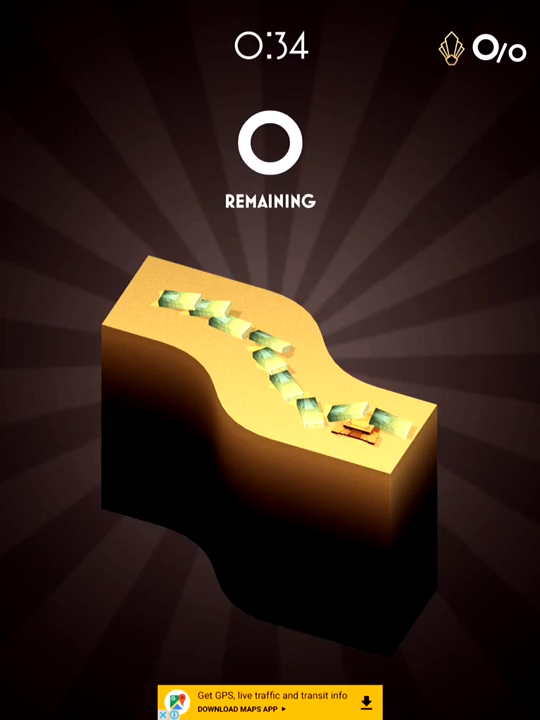 0:34
0/0
0
REMAINING
Get GPS, live traffic and transit info
DOWNLOAD MAPS APP